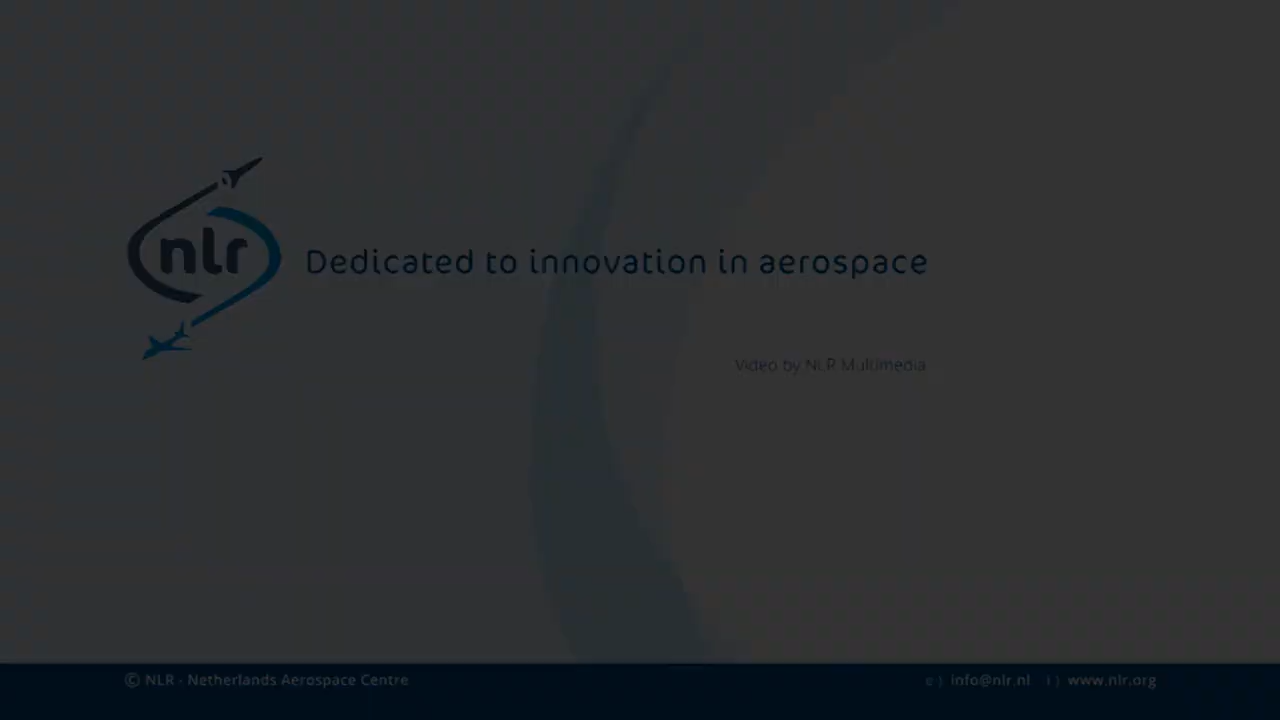 nlr
Dedicated to innovation in aerospace
Video by NLR Multimedia
© NLR - Netherlands Aerospace Centre
e ) info@nlr.nl i ) www.nlr.org